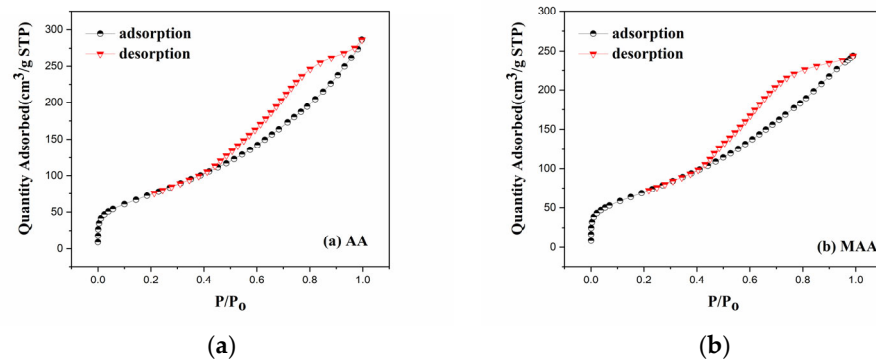 adsorption
desorption
Quantity Adsorbed(cm³/g STP)
300
250
200
150
100
50
0
0.0 0.2 0.4 0.6 0.8 1.0
P/Po
(a) AA
(a)
adsorption
desorption
Quantity Adsorbed(cm³/g STP)
300
250
200
150
100
50
0
0.0 0.2 0.4 0.6 0.8 1.0
P/Po
(b) MAA
(b)